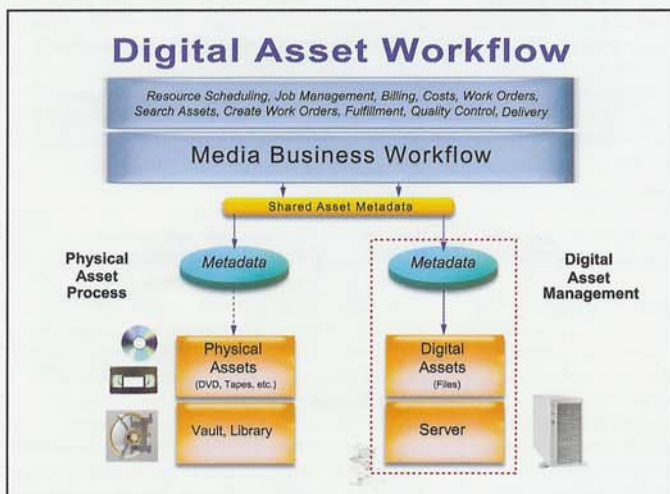 Digital Asset Workflow
Resource Scheduling, Job Management, Billing, Costs, Work Orders,
Search Assets, Create Work Orders, Fulfillment, Quality Control, Delivery
Media Business Workflow
Shared Asset Metadata
Physical
Asset
Process
Metadata
Metadata
Digital
Asset
Management
Physical
Assets
(DVD, Tapes, etc.)
Digital
Assets
(Files)
Vault, Library
Server